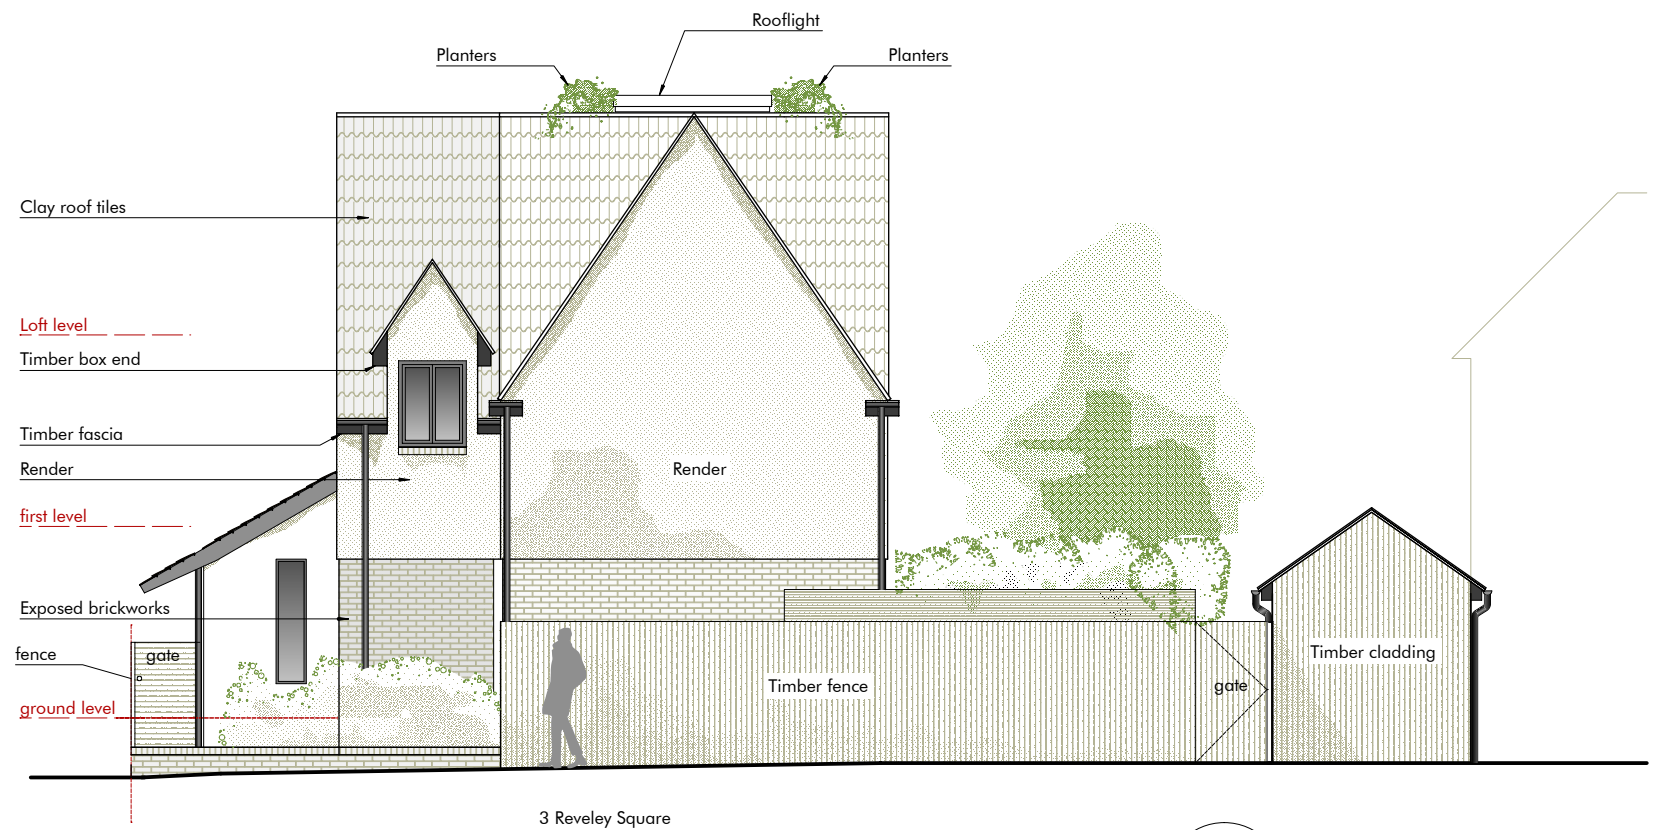 Rooflight
Planters
Planters
Clay roof tiles
Loft level
Timber box end
Timber fascia
Render
Render
first level
Exposed brickworks
fence
gate
Timber cladding
Timber fence
gate
ground level
3 Reveley Square